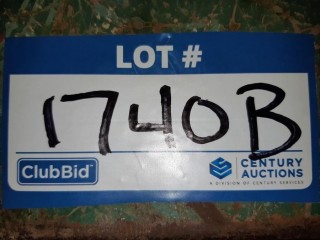 LOT #
1740B
ClubBid
CENTURY
AUCTIONS
A DIVISION OF CENTURY SERVICES